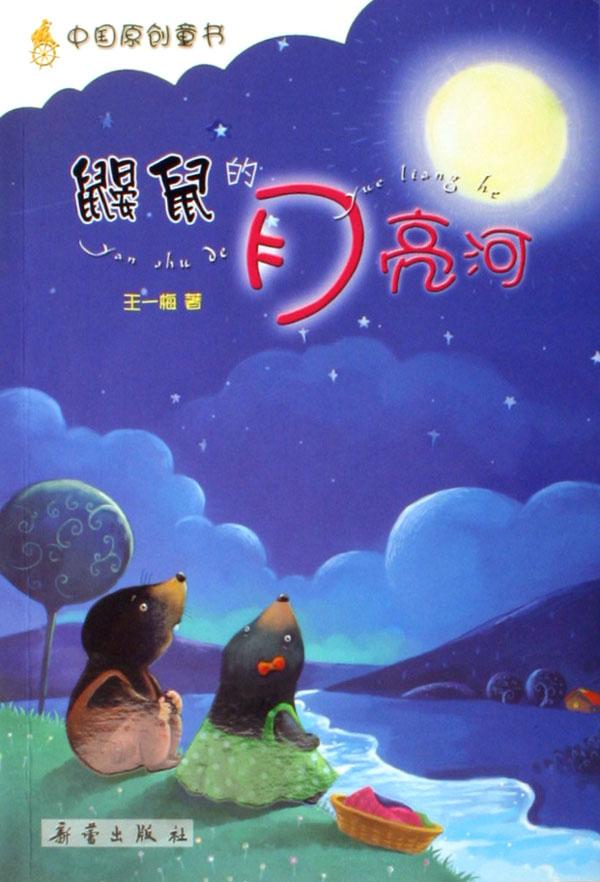 中国原创童书
鼹鼠的
yan shu de
月亮河
yue liang he
王一梅 著
新蕾出版社